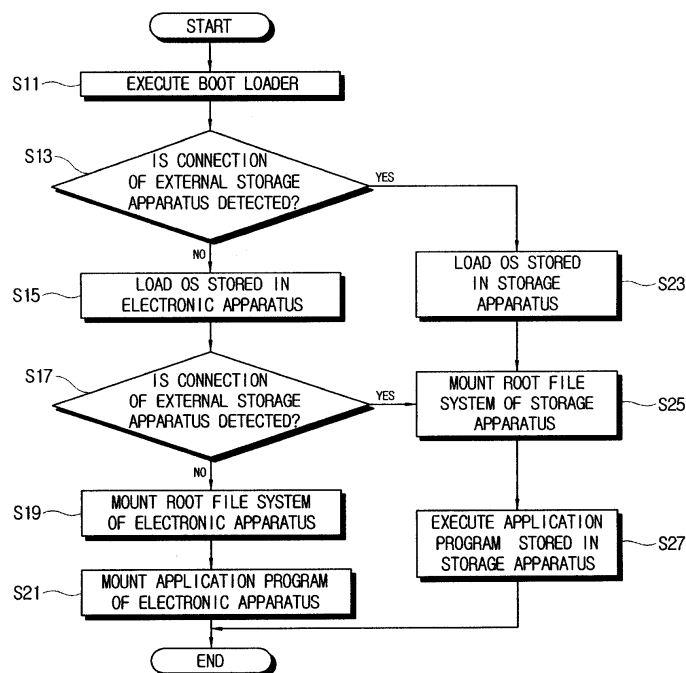 START
S11
EXECUTE BOOT LOADER
S13
IS CONNECTION
OF EXTERNAL STORAGE
APPARATUS DETECTED?
YES
NO
S15
LOAD OS STORED IN
ELECTRONIC APPARATUS
LOAD OS STORED
IN STORAGE
APPARATUS
S23
S17
IS CONNECTION
OF EXTERNAL STORAGE
APPARATUS DETECTED?
YES
NO
MOUNT ROOT FILE
SYSTEM OF STORAGE
APPARATUS
S25
S19
MOUNT ROOT FILE SYSTEM
OF ELECTRONIC APPARATUS
EXECUTE APPLICATION
PROGRAM STORED IN
STORAGE APPARATUS
S27
S21
MOUNT APPLICATION PROGRAM
OF ELECTRONIC APPARATUS
END